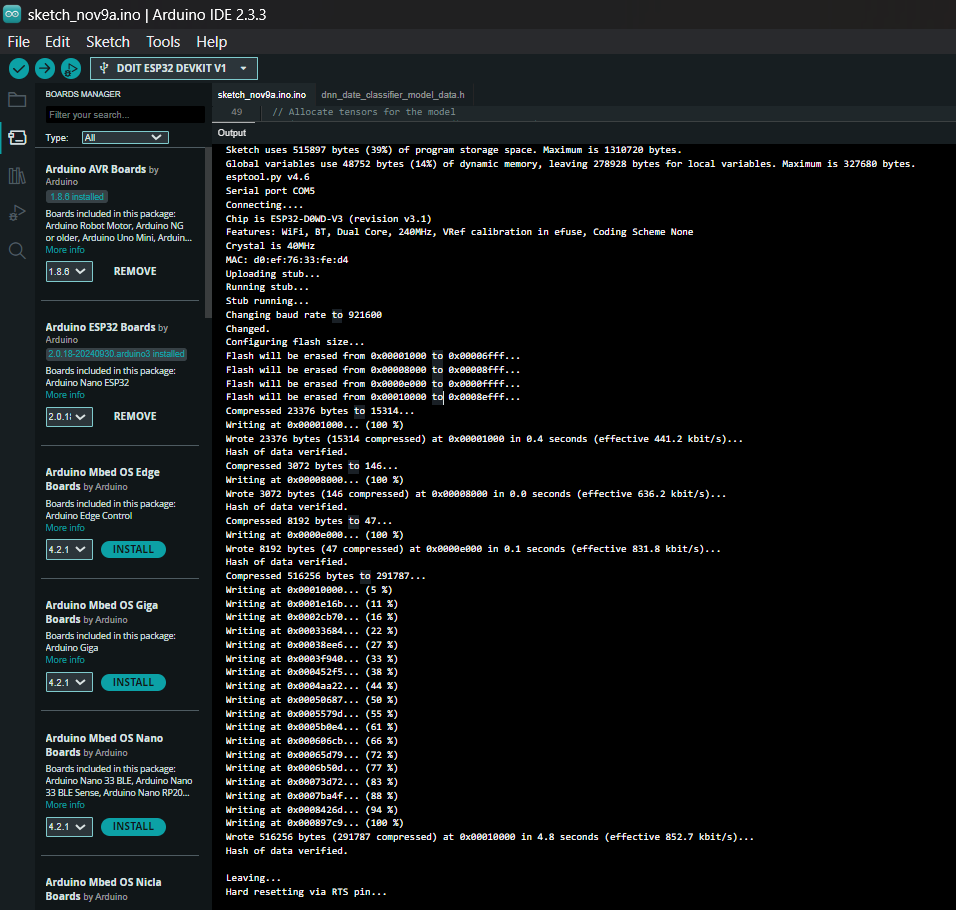 sketch_nov9a.ino | Arduino IDE 2.3.3
File Edit Sketch Tools Help
DOIT ESP32 DEVKIT V1
BOARDS MANAGER
Filter your search...
Type: All
Arduino AVR Boards by
Arduino
1.8.6 installed
Boards included in this package:
Arduino Robot Motor, Arduino NG
or older, Arduino Uno Mini, Arduin...
More info
1.8.6 REMOVE
Arduino ESP32 Boards by
Arduino
2.0.18-20240930.arduino3 installed
Boards included in this package:
Arduino Nano ESP32
More info
2.0.18 REMOVE
Arduino Mbed OS Edge
Boards by Arduino
Boards included in this package:
Arduino Edge Control
More info
4.2.1 INSTALL
Arduino Mbed OS Giga
Boards by Arduino
Boards included in this package:
Arduino Giga
More info
4.2.1 INSTALL
Arduino Mbed OS Nano
Boards by Arduino
Boards included in this package:
Arduino Nano 33 BLE, Arduino Nano
33 BLE Sense, Arduino Nano RP20...
More info
4.2.1 INSTALL
Arduino Mbed OS Nicla
Boards by Arduino
sketch_nov9a.ino.ino dnn_date_classifier_model_data.h
49 // Allocate tensors for the model
Output
Sketch uses 515897 bytes (39%) of program storage space. Maximum is 1310720 bytes.
Global variables use 48752 bytes (14%) of dynamic memory, leaving 278928 bytes for local variables. Maximum is 327680 bytes.
esptool.py v4.6
Serial port COM5
Connecting....
Chip is ESP32-D0WD-V3 (revision v3.1)
Features: WiFi, BT, Dual Core, 240MHz, VRef calibration in efuse, Coding Scheme None
Crystal is 40MHz
MAC: d0:ef:76:33:fe:d4
Uploading stub...
Running stub...
Stub running...
Changing baud rate to 921600
Changed.
Configuring flash size...
Flash will be erased from 0x00001000 to 0x00006fff...
Flash will be erased from 0x00008000 to 0x00008fff...
Flash will be erased from 0x0000e000 to 0x0000ffff...
Flash will be erased from 0x00010000 to 0x0008efff...
Compressed 23376 bytes to 15314...
Writing at 0x00001000... (100 %)
Wrote 23376 bytes (15314 compressed) at 0x00001000 in 0.4 seconds (effective 441.2 kbit/s)...
Hash of data verified.
Compressed 3072 bytes to 146...
Writing at 0x00008000... (100 %)
Wrote 3072 bytes (146 compressed) at 0x00008000 in 0.0 seconds (effective 636.2 kbit/s)...
Hash of data verified.
Compressed 8192 bytes to 47...
Writing at 0x0000e000... (100 %)
Wrote 8192 bytes (47 compressed) at 0x0000e000 in 0.1 seconds (effective 831.8 kbit/s)...
Hash of data verified.
Compressed 516256 bytes to 291787...
Writing at 0x00010000... (5 %)
Writing at 0x0001e16b... (11 %)
Writing at 0x0002cb70... (16 %)
Writing at 0x00033684... (22 %)
Writing at 0x00038ee6... (27 %)
Writing at 0x0003f940... (33 %)
Writing at 0x000452f5... (38 %)
Writing at 0x0004aa22... (44 %)
Writing at 0x00050687... (50 %)
Writing at 0x0005579d... (55 %)
Writing at 0x0005b0e4... (61 %)
Writing at 0x000606cb... (66 %)
Writing at 0x00065d79... (72 %)
Writing at 0x0006b50d... (77 %)
Writing at 0x00073d72... (83 %)
Writing at 0x0007ba4f... (88 %)
Writing at 0x0008426d... (94 %)
Writing at 0x000897c9... (100 %)
Wrote 516256 bytes (291787 compressed) at 0x00010000 in 4.8 seconds (effective 852.7 kbit/s)...
Hash of data verified.
Leaving...
Hard resetting via RTS pin...